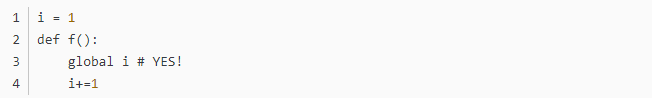 1 i = 1
2 def f():
3     global i # YES!
4     i+=1